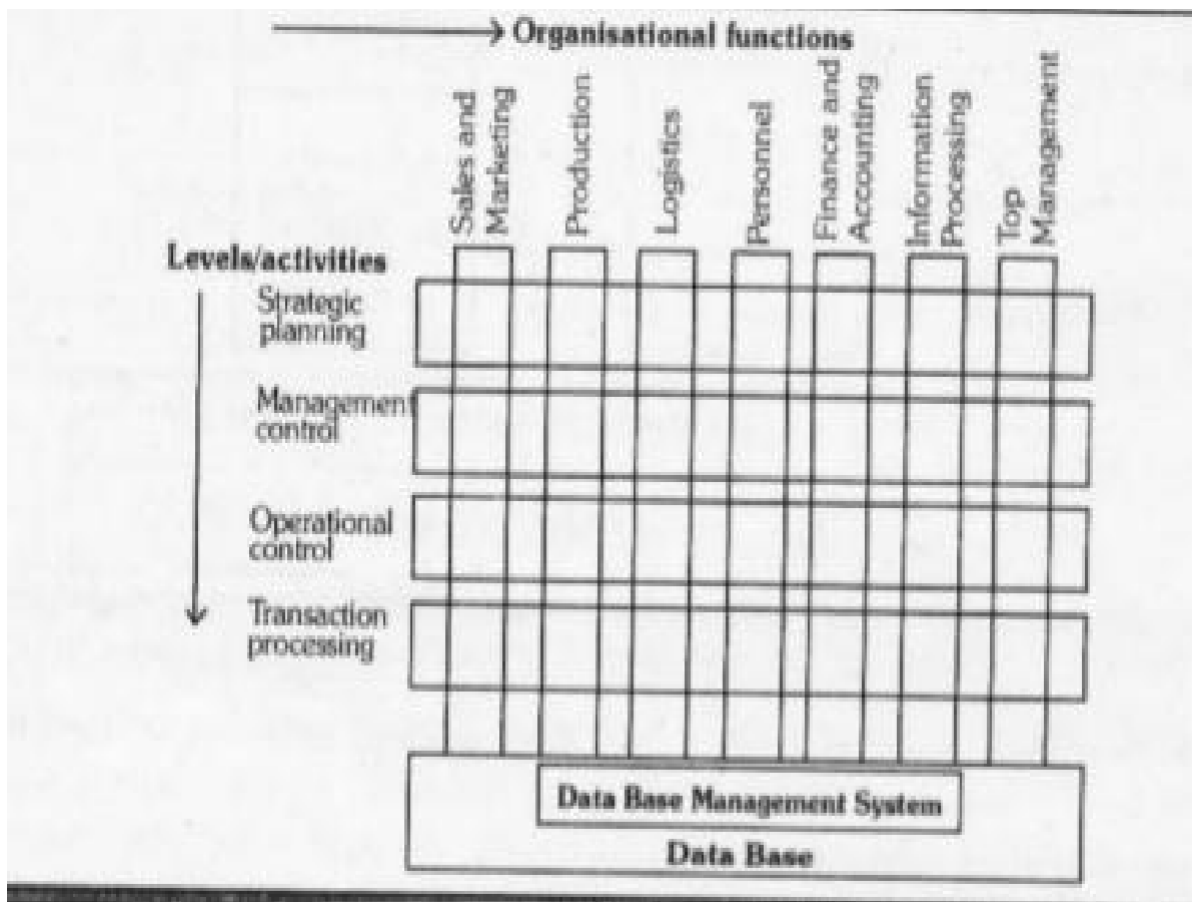 Organisational functions
Sales and
Marketing
Production
Logistics
Personnel
Finance and
Accounting
Information
Processing
Top
Management
Levels/activities
Strategic
planning
Management
control
Operational
control
Transaction
processing
Data Base Management System
Data Base